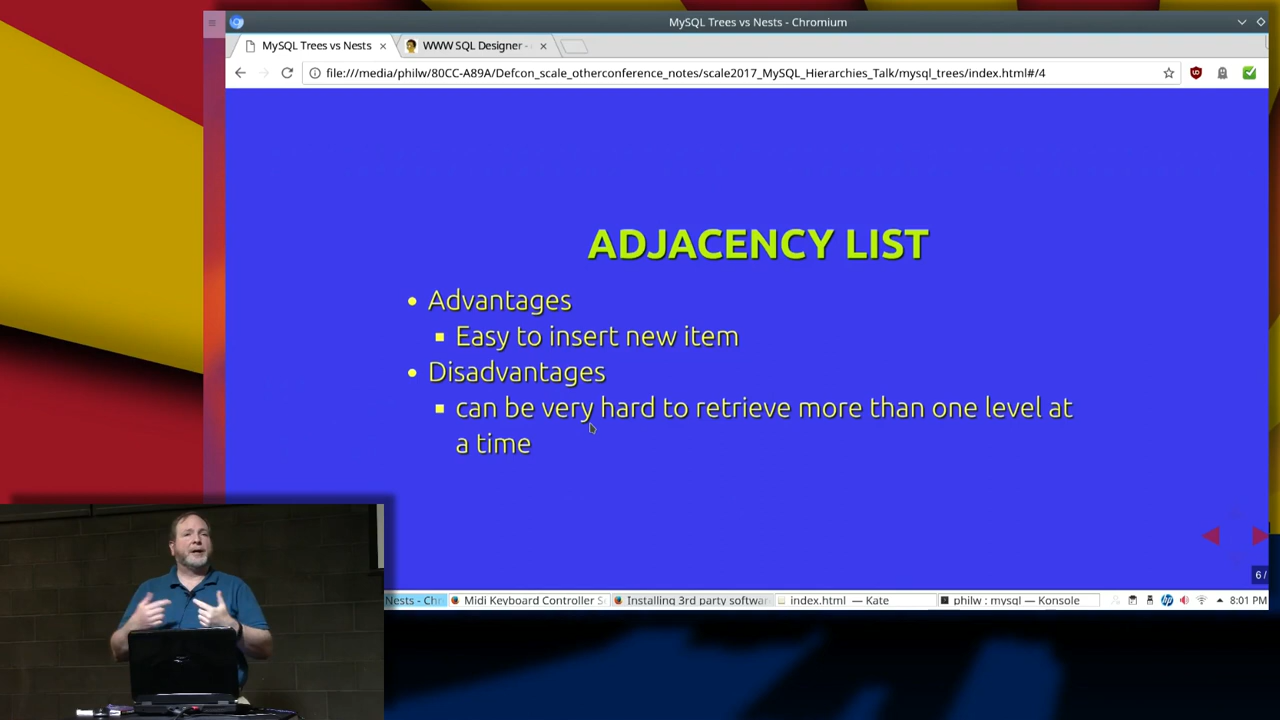 MySQL Trees vs Nests - Chromium
MySQL Trees vs Nests
WWW SQL Designer -
file:///media/philw/80CC-A89A/Defcon_scale_otherconference_notes/scale2017_MySQL_Hierarchies_Talk/mysql_trees/index.html#/4
ADJACENCY LIST
Advantages
Easy to insert new item
Disadvantages
can be very hard to retrieve more than one level at
a time
6/
Nests - Chr
Midi Keyboard Controller S
Installing 3rd party softwa
index.html — Kate
philw : mysql — Konsole
8:01 PM